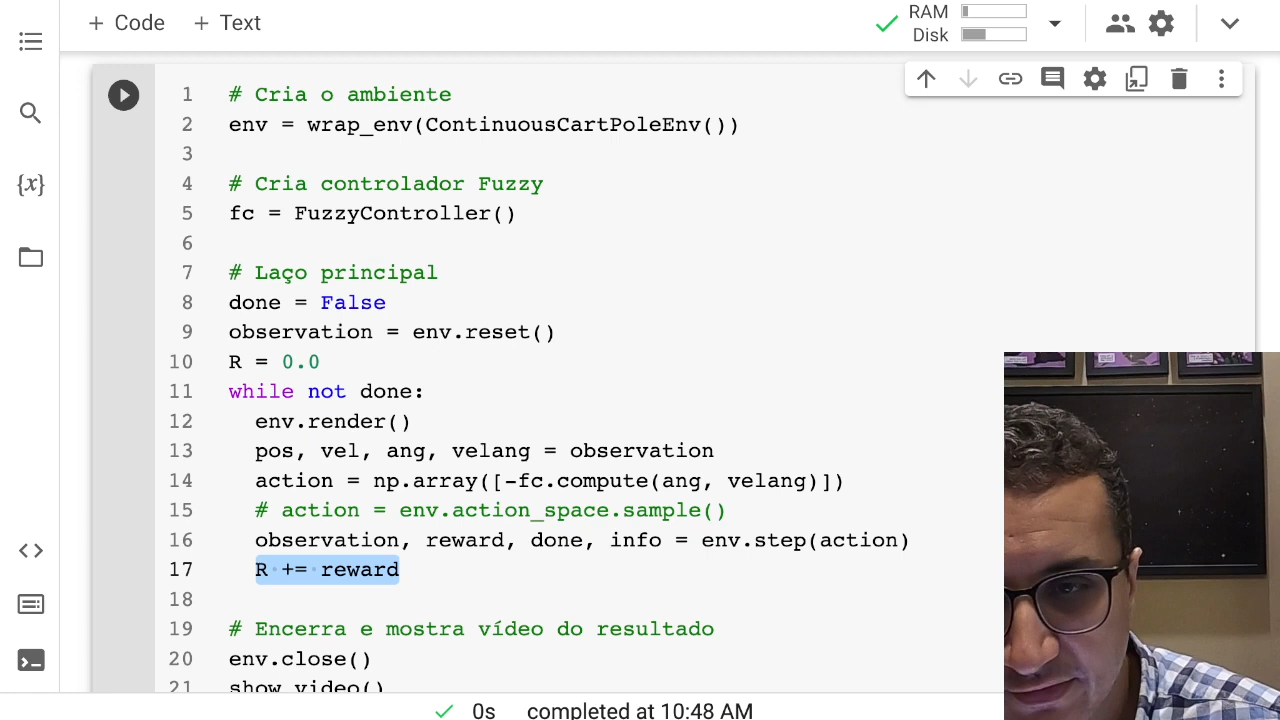 + Code + Text
RAM
Disk
{x}
1 # Cria o ambiente
2 env = wrap_env(ContinuousCartPoleEnv())
3
4 # Cria controlador Fuzzy
5 fc = FuzzyController()
6
7 # Laço principal
8 done = False
9 observation = env.reset()
10 R = 0.0
11 while not done:
12 env.render()
13 pos, vel, ang, velang = observation
14 action = np.array([-fc.compute(ang, velang)])
15 # action = env.action_space.sample()
16 observation, reward, done, info = env.step(action)
17 R += reward
18
19 # Encerra e mostra vídeo do resultado
20 env.close()
21 show_video()
0s completed at 10:48 AM